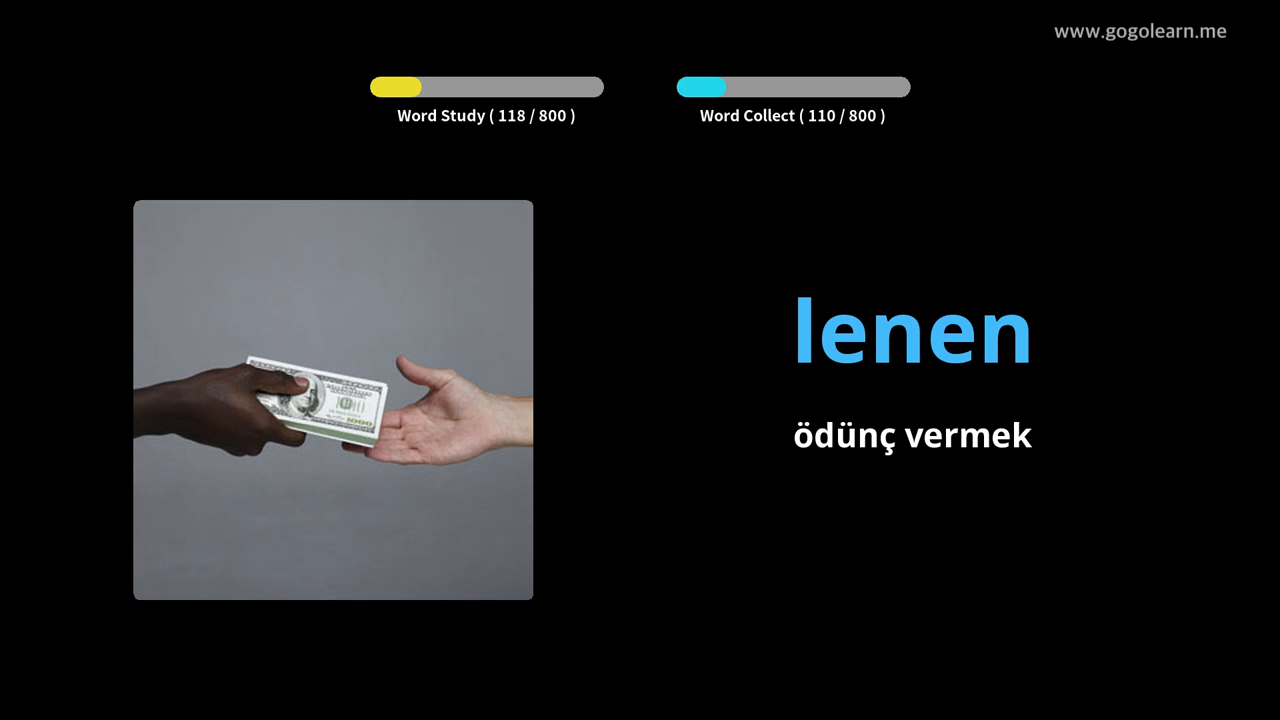 www.gogolearn.me
Word Study ( 118 / 800 )
Word Collect ( 110 / 800 )
lenen
ödünç vermek